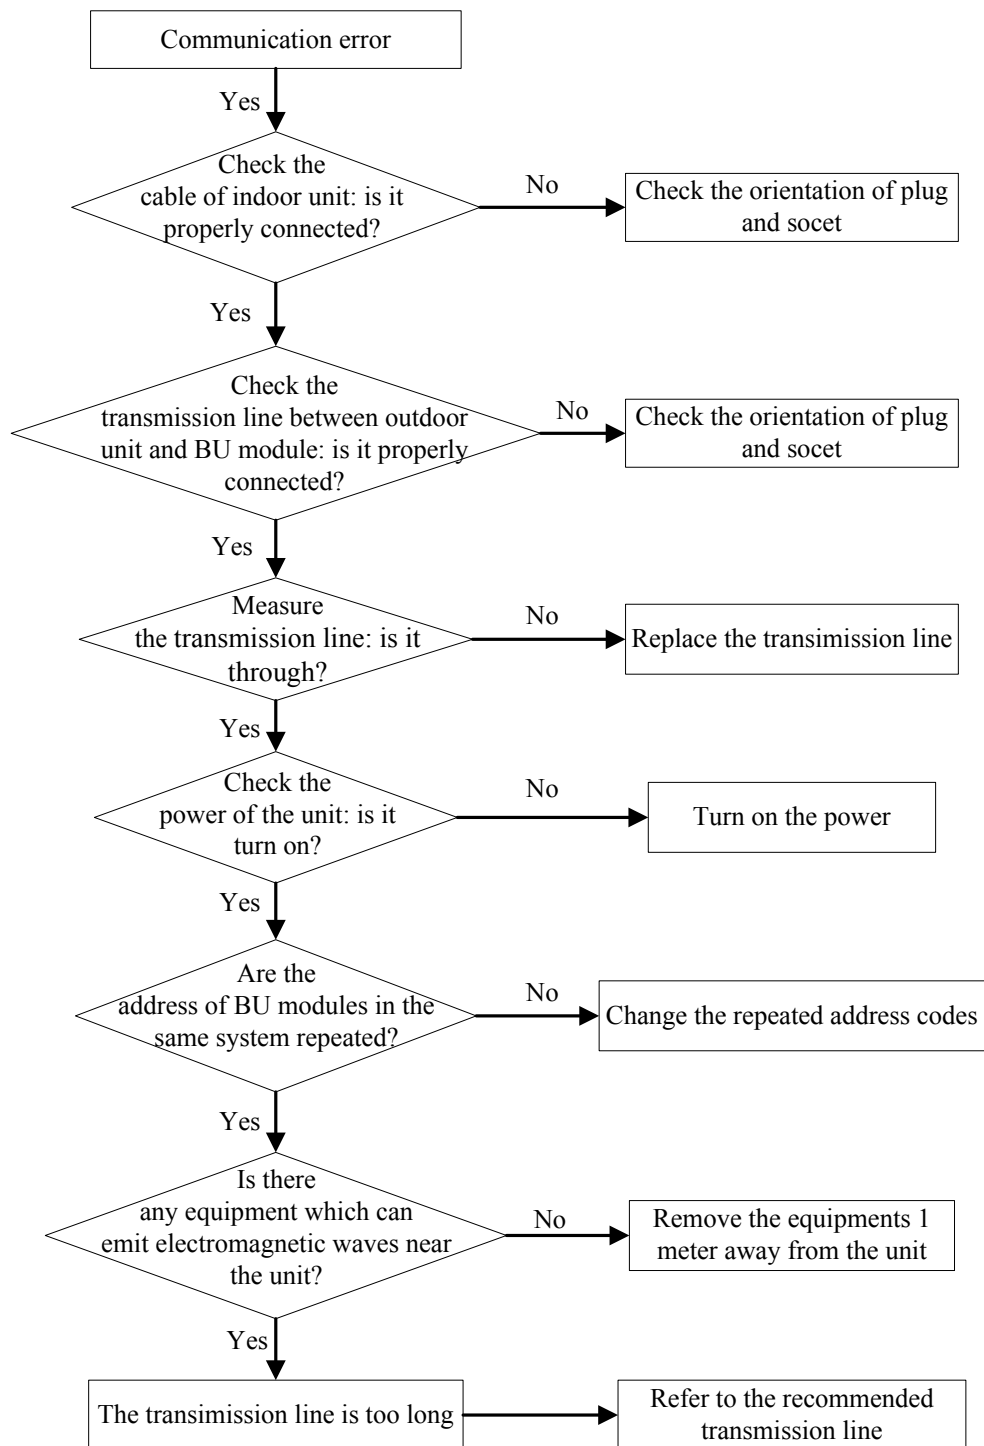 Communication error
Yes
Check the
cable of indoor unit: is it
properly connected?
No
Check the orientation of plug
and socet
Yes
Check the
transmission line between outdoor
unit and BU module: is it properly
connected?
No
Check the orientation of plug
and socet
Yes
Measure
the transmission line: is it
through?
No
Replace the transimission line
Yes
Check the
power of the unit: is it
turn on?
No
Turn on the power
Yes
Are the
address of BU modules in the
same system repeated?
No
Change the repeated address codes
Yes
Is there
any equipment which can
emit electromagnetic waves near
the unit?
No
Remove the equipments 1
meter away from the unit
Yes
The transimission line is too long
Refer to the recommended
transmission line